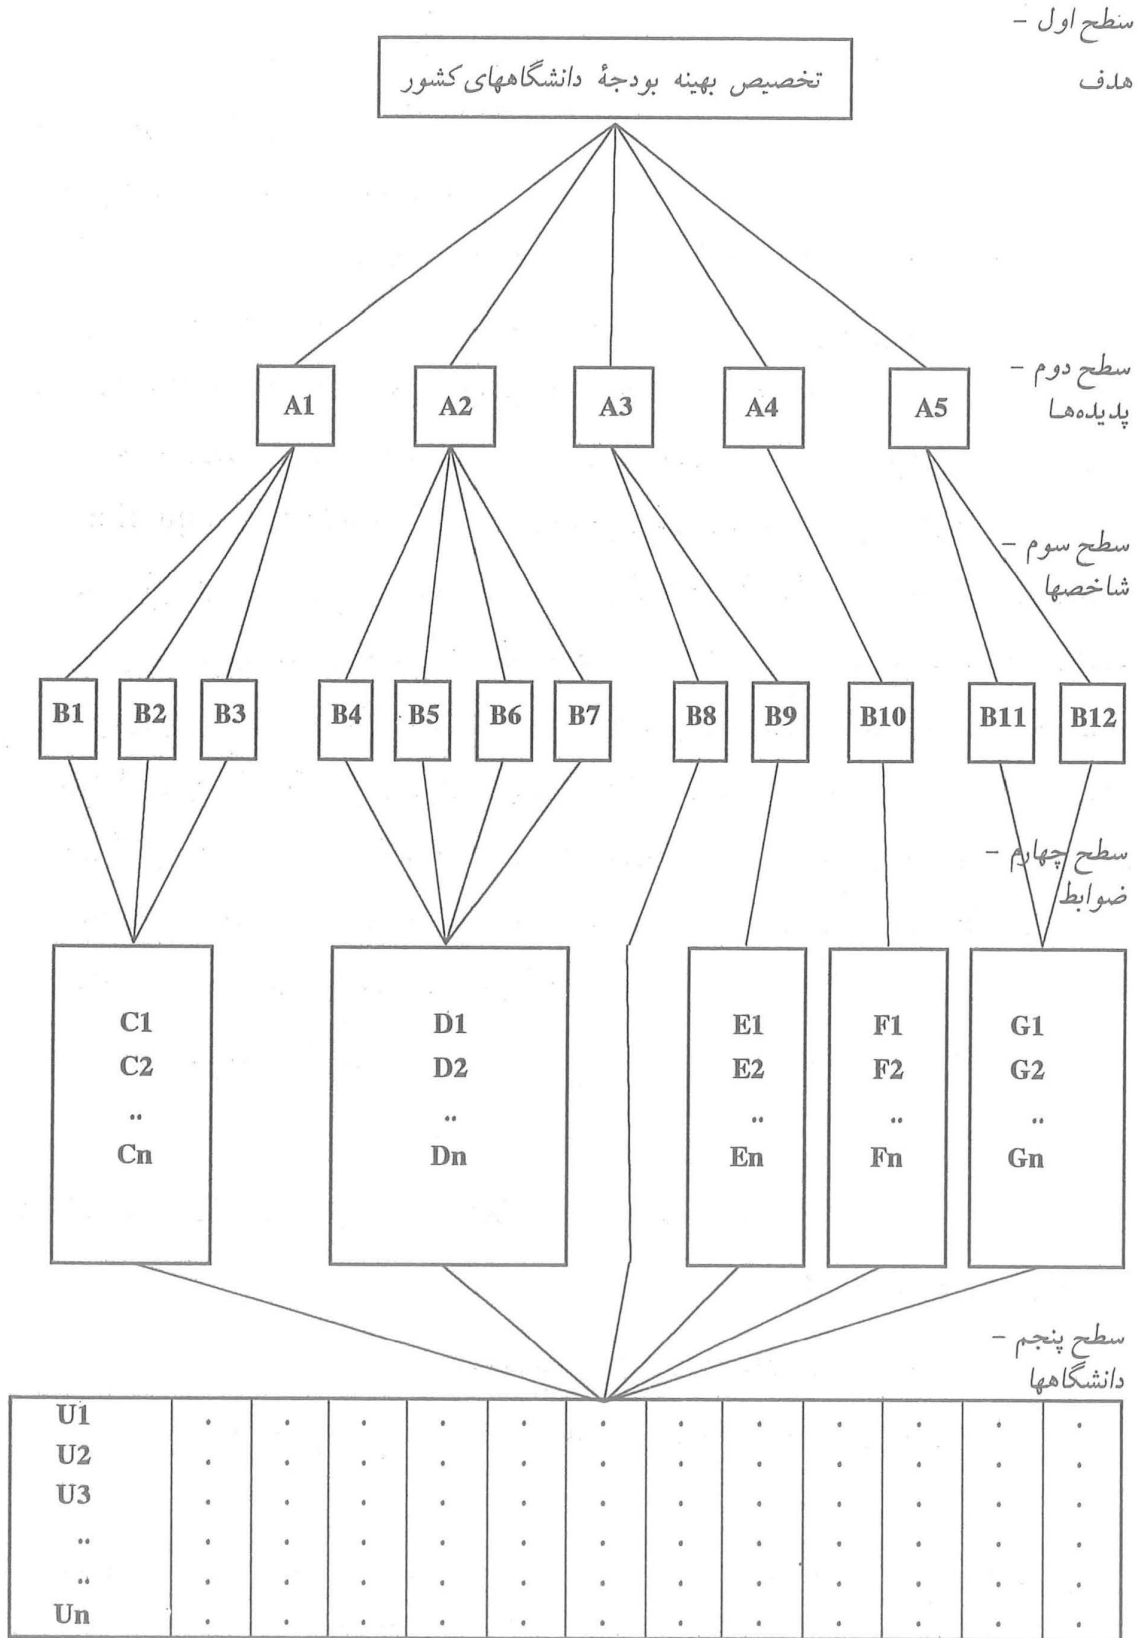 سطح اول -
هدف
تخصیص بهینه بودجهٔ دانشگاههای کشور
سطح دوم -
پدیده‌ها
A1 A2 A3 A4 A5
سطح سوم -
شاخصها
B1 B2 B3 B4 B5 B6 B7 B8 B9 B10 B11 B12
سطح چهارم -
ضوابط
C1 D1 E1 F1 G1
C2 D2 E2 F2 G2
.. .. .. .. ..
Cn Dn En Fn Gn
سطح پنجم -
دانشگاهها
U1 . . . . . . . . . . . .
U2 . . . . . . . . . . . .
U3 . . . . . . . . . . . .
.. . . . . . . . . . . . .
.. . . . . . . . . . . . .
Un . . . . . . . . . . . .